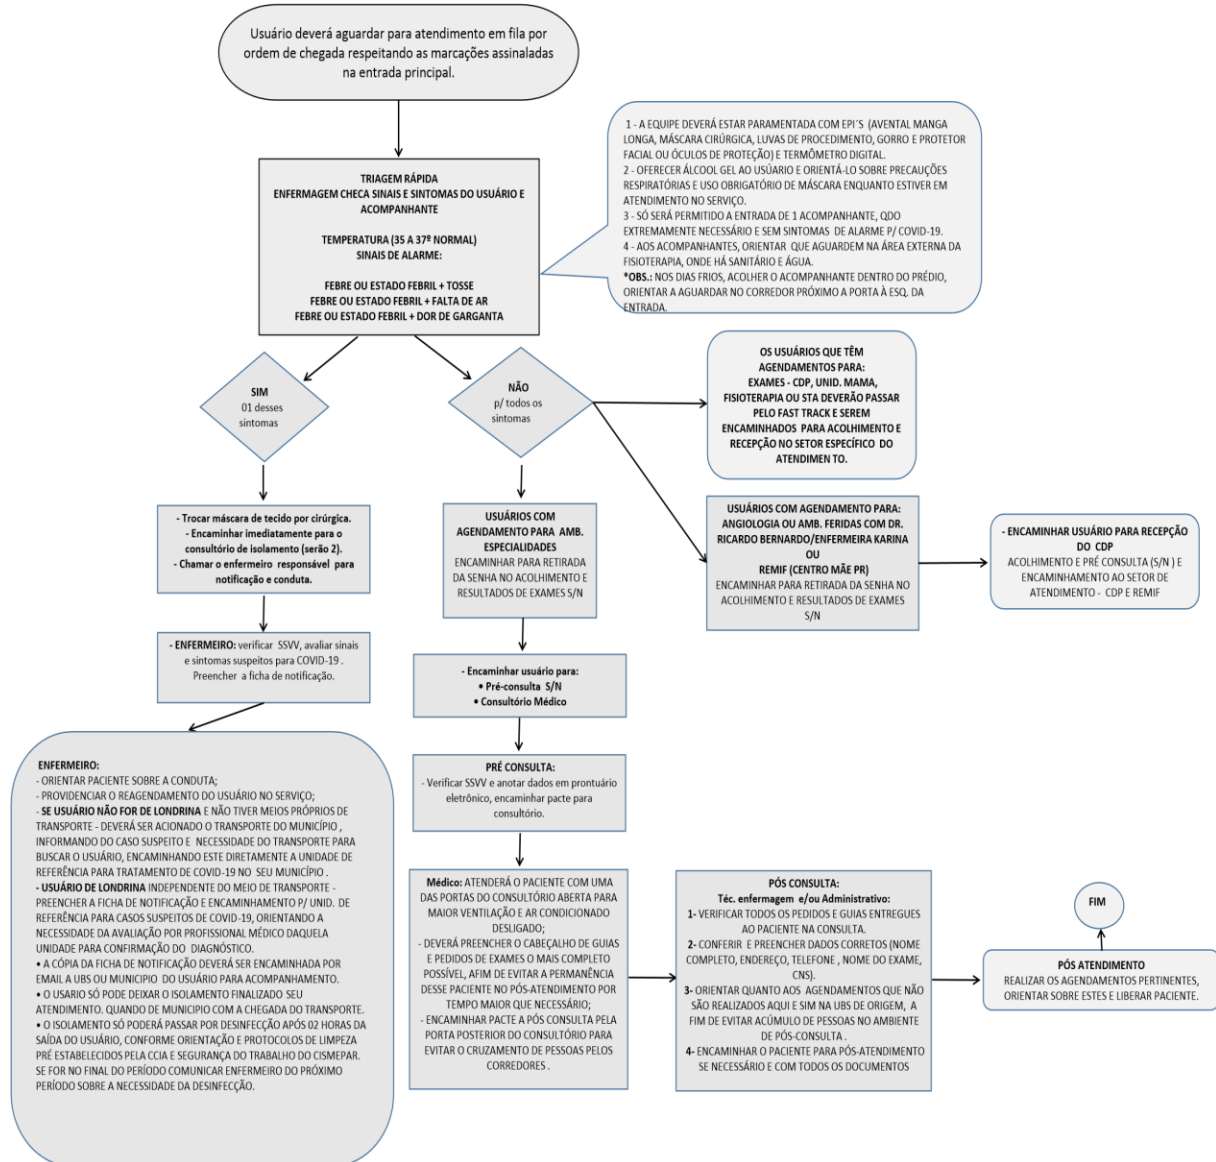 Usuário deverá aguardar para atendimento em fila por
ordem de chegada respeitando as marcações assinaladas
na entrada principal.
1 - A EQUIPE DEVERÁ ESTAR PARAMENTADA COM EPI´S (AVENTAL MANGA
LONGA, MÁSCARA CIRÚRGICA, LUVAS DE PROCEDIMENTO, GORRO E PROTETOR
FACIAL OU ÓCULOS DE PROTEÇÃO) E TERMÔMETRO DIGITAL.
2 - OFERECER ÁLCOOL GEL AO USÚARIO E ORIENTÁ-LO SOBRE PRECAUÇÕES
RESPIRATÓRIAS E USO OBRIGATÓRIO DE MÁSCARA ENQUANTO ESTIVER EM
ATENDIMENTO NO SERVIÇO.
3 - SÓ SERÁ PERMITIDO A ENTRADA DE 1 ACOMPANHANTE, QDO
EXTREMAMENTE NECESSÁRIO E SEM SINTOMAS DE ALARME P/ COVID-19.
4 - AOS ACOMPANHANTES, ORIENTAR QUE AGUARDEM NA ÁREA EXTERNA DA
FISIOTERAPIA, ONDE HÁ SANITÁRIO E ÁGUA.
*OBS.: NOS DIAS FRIOS, ACOLHER O ACOMPANHANTE DENTRO DO PRÉDIO,
ORIENTAR A AGUARDAR NO CORREDOR PRÓXIMO A PORTA À ESQ. DA
ENTRADA.
TRIAGEM RÁPIDA
ENFERMAGEM CHECA SINAIS E SINTOMAS DO USUÁRIO E
ACOMPANHANTE
TEMPERATURA (35 A 37º NORMAL)
SINAIS DE ALARME:
FEBRE OU ESTADO FEBRIL + TOSSE
FEBRE OU ESTADO FEBRIL + FALTA DE AR
FEBRE OU ESTADO FEBRIL + DOR DE GARGANTA
SIM
01 desses
sintomas
NÃO
p/ todos os
sintomas
OS USUÁRIOS QUE TÊM
AGENDAMENTOS PARA:
EXAMES - CDP, UNID. MAMA,
FISIOTERAPIA OU STA DEVERÃO PASSAR
PELO FAST TRACK E SEREM
ENCAMINHADOS PARA ACOLHIMENTO E
RECEPÇÃO NO SETOR ESPECÍFICO DO
ATENDIMEN TO.
- Trocar máscara de tecido por cirúrgica.
- Encaminhar imediatamente para o
consultório de isolamento (serão 2).
- Chamar o enfermeiro responsável para
notificação e conduta.
USUÁRIOS COM
AGENDAMENTO PARA AMB.
ESPECIALIDADES
ENCAMINHAR PARA RETIRADA
DA SENHA NO ACOLHIMENTO E
RESULTADOS DE EXAMES S/N
USUÁRIOS COM AGENDAMENTO PARA:
ANGIOLOGIA OU AMB. FERIDAS COM DR.
RICARDO BERNARDO/ENFERMEIRA KARINA
OU
REMIF (CENTRO MÃE PR)
ENCAMINHAR PARA RETIRADA DA SENHA NO
ACOLHIMENTO E RESULTADOS DE EXAMES
S/N
- ENCAMINHAR USUÁRIO PARA RECEPÇÃO
DO CDP
ACOLHIMENTO E PRÉ CONSULTA (S/N ) E
ENCAMINHAMENTO AO SETOR DE
ATENDIMENTO - CDP E REMIF
- ENFERMEIRO: verificar SSVV, avaliar sinais
e sintomas suspeitos para COVID-19 .
Preencher a ficha de notificação.
- Encaminhar usuário para:
• Pré-consulta S/N
• Consultório Médico
ENFERMEIRO:
- ORIENTAR PACIENTE SOBRE A CONDUTA;
- PROVIDENCIAR O REAGENDAMENTO DO USUÁRIO NO SERVIÇO;
- SE USUÁRIO NÃO FOR DE LONDRINA E NÃO TIVER MEIOS PRÓPRIOS DE
TRANSPORTE - DEVERÁ SER ACIONADO O TRANSPORTE DO MUNICÍPIO ,
INFORMANDO DO CASO SUSPEITO E NECESSIDADE DO TRANSPORTE PARA
BUSCAR O USUÁRIO, ENCAMINHANDO ESTE DIRETAMENTE A UNIDADE DE
REFERÊNCIA PARA TRATAMENTO DE COVID-19 NO SEU MUNICÍPIO .
- USUÁRIO DE LONDRINA INDEPENDENTE DO MEIO DE TRANSPORTE -
PREENCHER A FICHA DE NOTIFICAÇÃO E ENCAMINHAMENTO P/ UNID. DE
REFERÊNCIA PARA CASOS SUSPEITOS DE COVID-19, ORIENTANDO A
NECESSIDADE DA AVALIAÇÃO POR PROFISSIONAL MÉDICO DAQUELA
UNIDADE PARA CONFIRMAÇÃO DO DIAGNÓSTICO.
• A CÓPIA DA FICHA DE NOTIFICAÇÃO DEVERÁ SER ENCAMINHADA POR
EMAIL A UBS OU MUNICIPIO DO USUÁRIO PARA ACOMPANHAMENTO.
• O USARIO SÓ PODE DEIXAR O ISOLAMENTO FINALIZADO SEU
ATENDIMENTO. QUANDO DE MUNICIPIO COM A CHEGADA DO TRANSPORTE.
• O ISOLAMENTO SÓ PODERÁ PASSAR POR DESINFECÇÃO APÓS 02 HORAS DA
SAÍDA DO USUÁRIO, CONFORME ORIENTAÇÃO E PROTOCOLOS DE LIMPEZA
PRÉ ESTABELECIDOS PELA CCIA E SEGURANÇA DO TRABALHO DO CISMEPAR.
SE FOR NO FINAL DO PERÍODO COMUNICAR ENFERMEIRO DO PRÓXIMO
PERÍODO SOBRE A NECESSIDADE DA DESINFECÇÃO.
PRÉ CONSULTA:
- Verificar SSVV e anotar dados em prontuário
eletrônico, encaminhar pacte para
consultório.
Médico: ATENDERÁ O PACIENTE COM UMA
DAS PORTAS DO CONSULTÓRIO ABERTA PARA
MAIOR VENTILAÇÃO E AR CONDICIONADO
DESLIGADO;
- DEVERÁ PREENCHER O CABEÇALHO DE GUIAS
E PEDIDOS DE EXAMES O MAIS COMPLETO
POSSÍVEL, AFIM DE EVITAR A PERMANÊNCIA
DESSE PACIENTE NO PÓS-ATENDIMENTO POR
TEMPO MAIOR QUE NECESSÁRIO;
- ENCAMINHAR PACTE A PÓS CONSULTA PELA
PORTA POSTERIOR DO CONSULTÓRIO PARA
EVITAR O CRUZAMENTO DE PESSOAS PELOS
CORREDORES .
PÓS CONSULTA:
Téc. enfermagem e/ou Administrativo:
1- VERIFICAR TODOS OS PEDIDOS E GUIAS ENTREGUES
AO PACIENTE NA CONSULTA.
2- CONFERIR E PREENCHER DADOS CORRETOS (NOME
COMPLETO, ENDEREÇO, TELEFONE , NOME DO EXAME,
CNS).
3- ORIENTAR QUANTO AOS AGENDAMENTOS QUE NÃO
SÃO REALIZADOS AQUI E SIM NA UBS DE ORIGEM, A
FIM DE EVITAR ACÚMULO DE PESSOAS NO AMBIENTE
DE PÓS-CONSULTA .
4- ENCAMINHAR O PACIENTE PARA PÓS-ATENDIMENTO
SE NECESSÁRIO E COM TODOS OS DOCUMENTOS
FIM
PÓS ATENDIMENTO
REALIZAR OS AGENDAMENTOS PERTINENTES,
ORIENTAR SOBRE ESTES E LIBERAR PACIENTE.